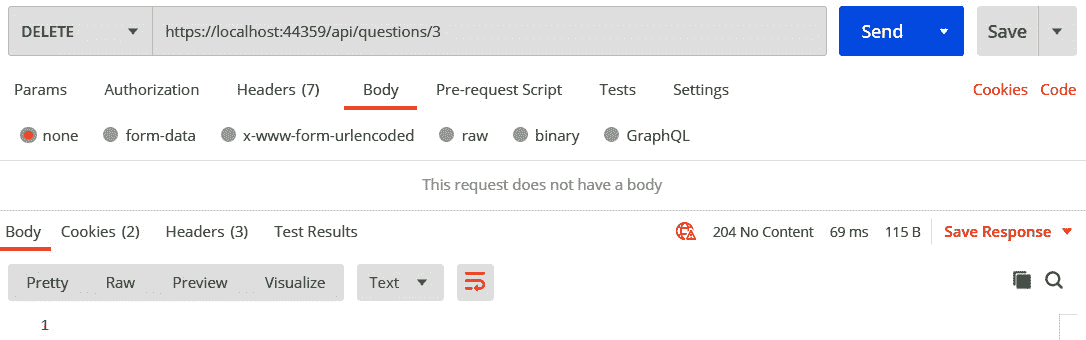 DELETE https://localhost:44359/api/questions/3 Send Save
Params Authorization Headers (7) Body Pre-request Script Tests Settings Cookies Code
none form-data x-www-form-urlencoded raw binary GraphQL
This request does not have a body
Body Cookies (2) Headers (3) Test Results 204 No Content 69 ms 115 B Save Response
Pretty Raw Preview Visualize Text
1